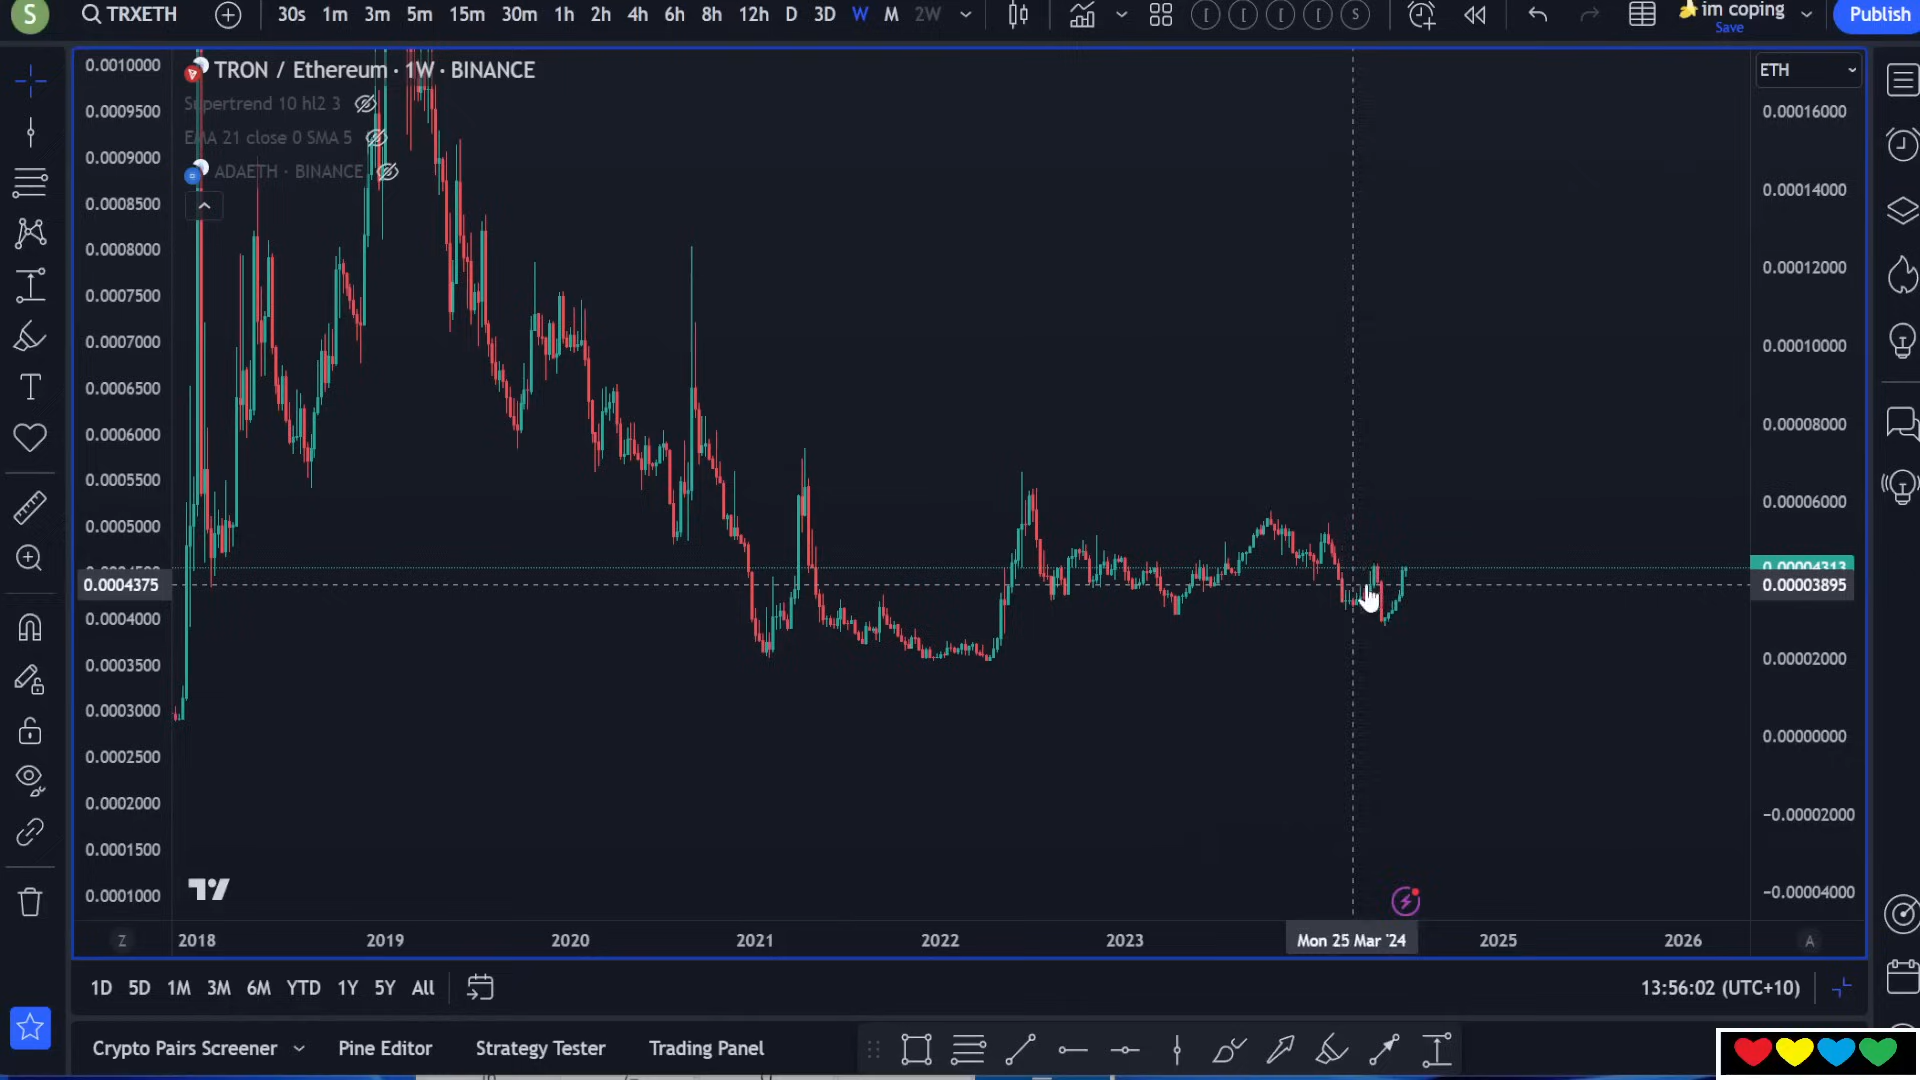 S
TRXETH
30s 1m 3m 5m 15m 30m 1h 2h 4h 6h 8h 12h D 3D W M 2W
[ [ [ [ S
im coping
Save
Publish
TRON / Ethereum · 1W · BINANCE
Supertrend 10 hl2 3
EMA 21 close 0 SMA 5
ADAETH · BINANCE
ETH
0.0010000
0.0009500
0.0009000
0.0008500
0.0008000
0.0007500
0.0007000
0.0006500
0.0006000
0.0005500
0.0005000
0.0004375
0.0004000
0.0003500
0.0003000
0.0002500
0.0002000
0.0001500
0.0001000
0.00016000
0.00014000
0.00012000
0.00010000
0.00008000
0.00006000
0.00004313
0.00003895
0.00002000
0.00000000
−0.00002000
−0.00004000
Z 2018 2019 2020 2021 2022 2023 Mon 25 Mar '24 2025 2026 A
1D 5D 1M 3M 6M YTD 1Y 5Y All
13:56:02 (UTC+10)
Crypto Pairs Screener Pine Editor Strategy Tester Trading Panel